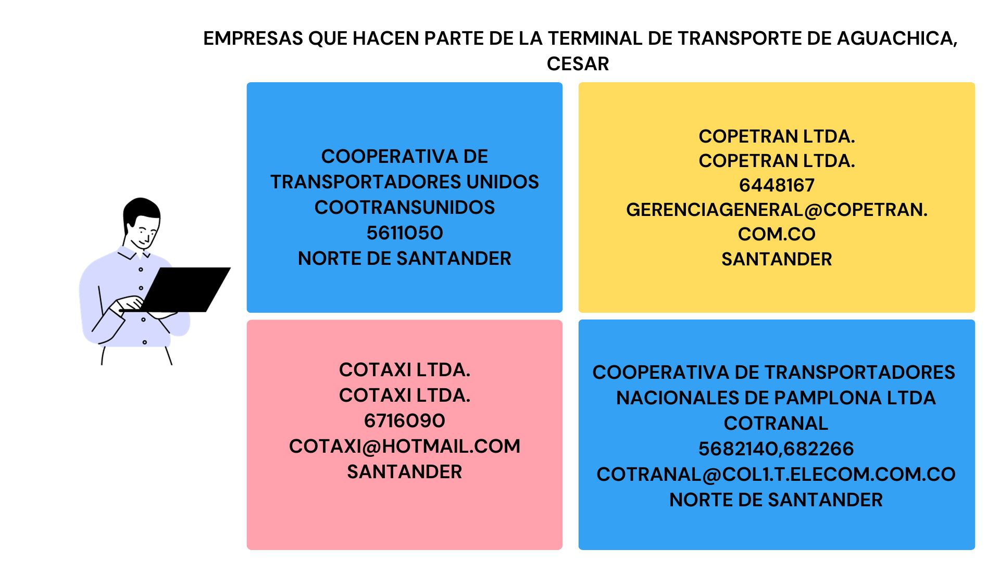 EMPRESAS QUE HACEN PARTE DE LA TERMINAL DE TRANSPORTE DE AGUACHICA,
CESAR
COOPERATIVA DE
TRANSPORTADORES UNIDOS
COOTRANSUNIDOS
5611050
NORTE DE SANTANDER
COPETRAN LTDA.
COPETRAN LTDA.
6448167
GERENCIAGENERAL@COPETRAN.
COM.CO
SANTANDER
COTAXI LTDA.
COTAXI LTDA.
6716090
COTAXI@HOTMAIL.COM
SANTANDER
COOPERATIVA DE TRANSPORTADORES
NACIONALES DE PAMPLONA LTDA
COTRANAL
5682140,682266
COTRANAL@COL1.T.ELECOM.COM.CO
NORTE DE SANTANDER